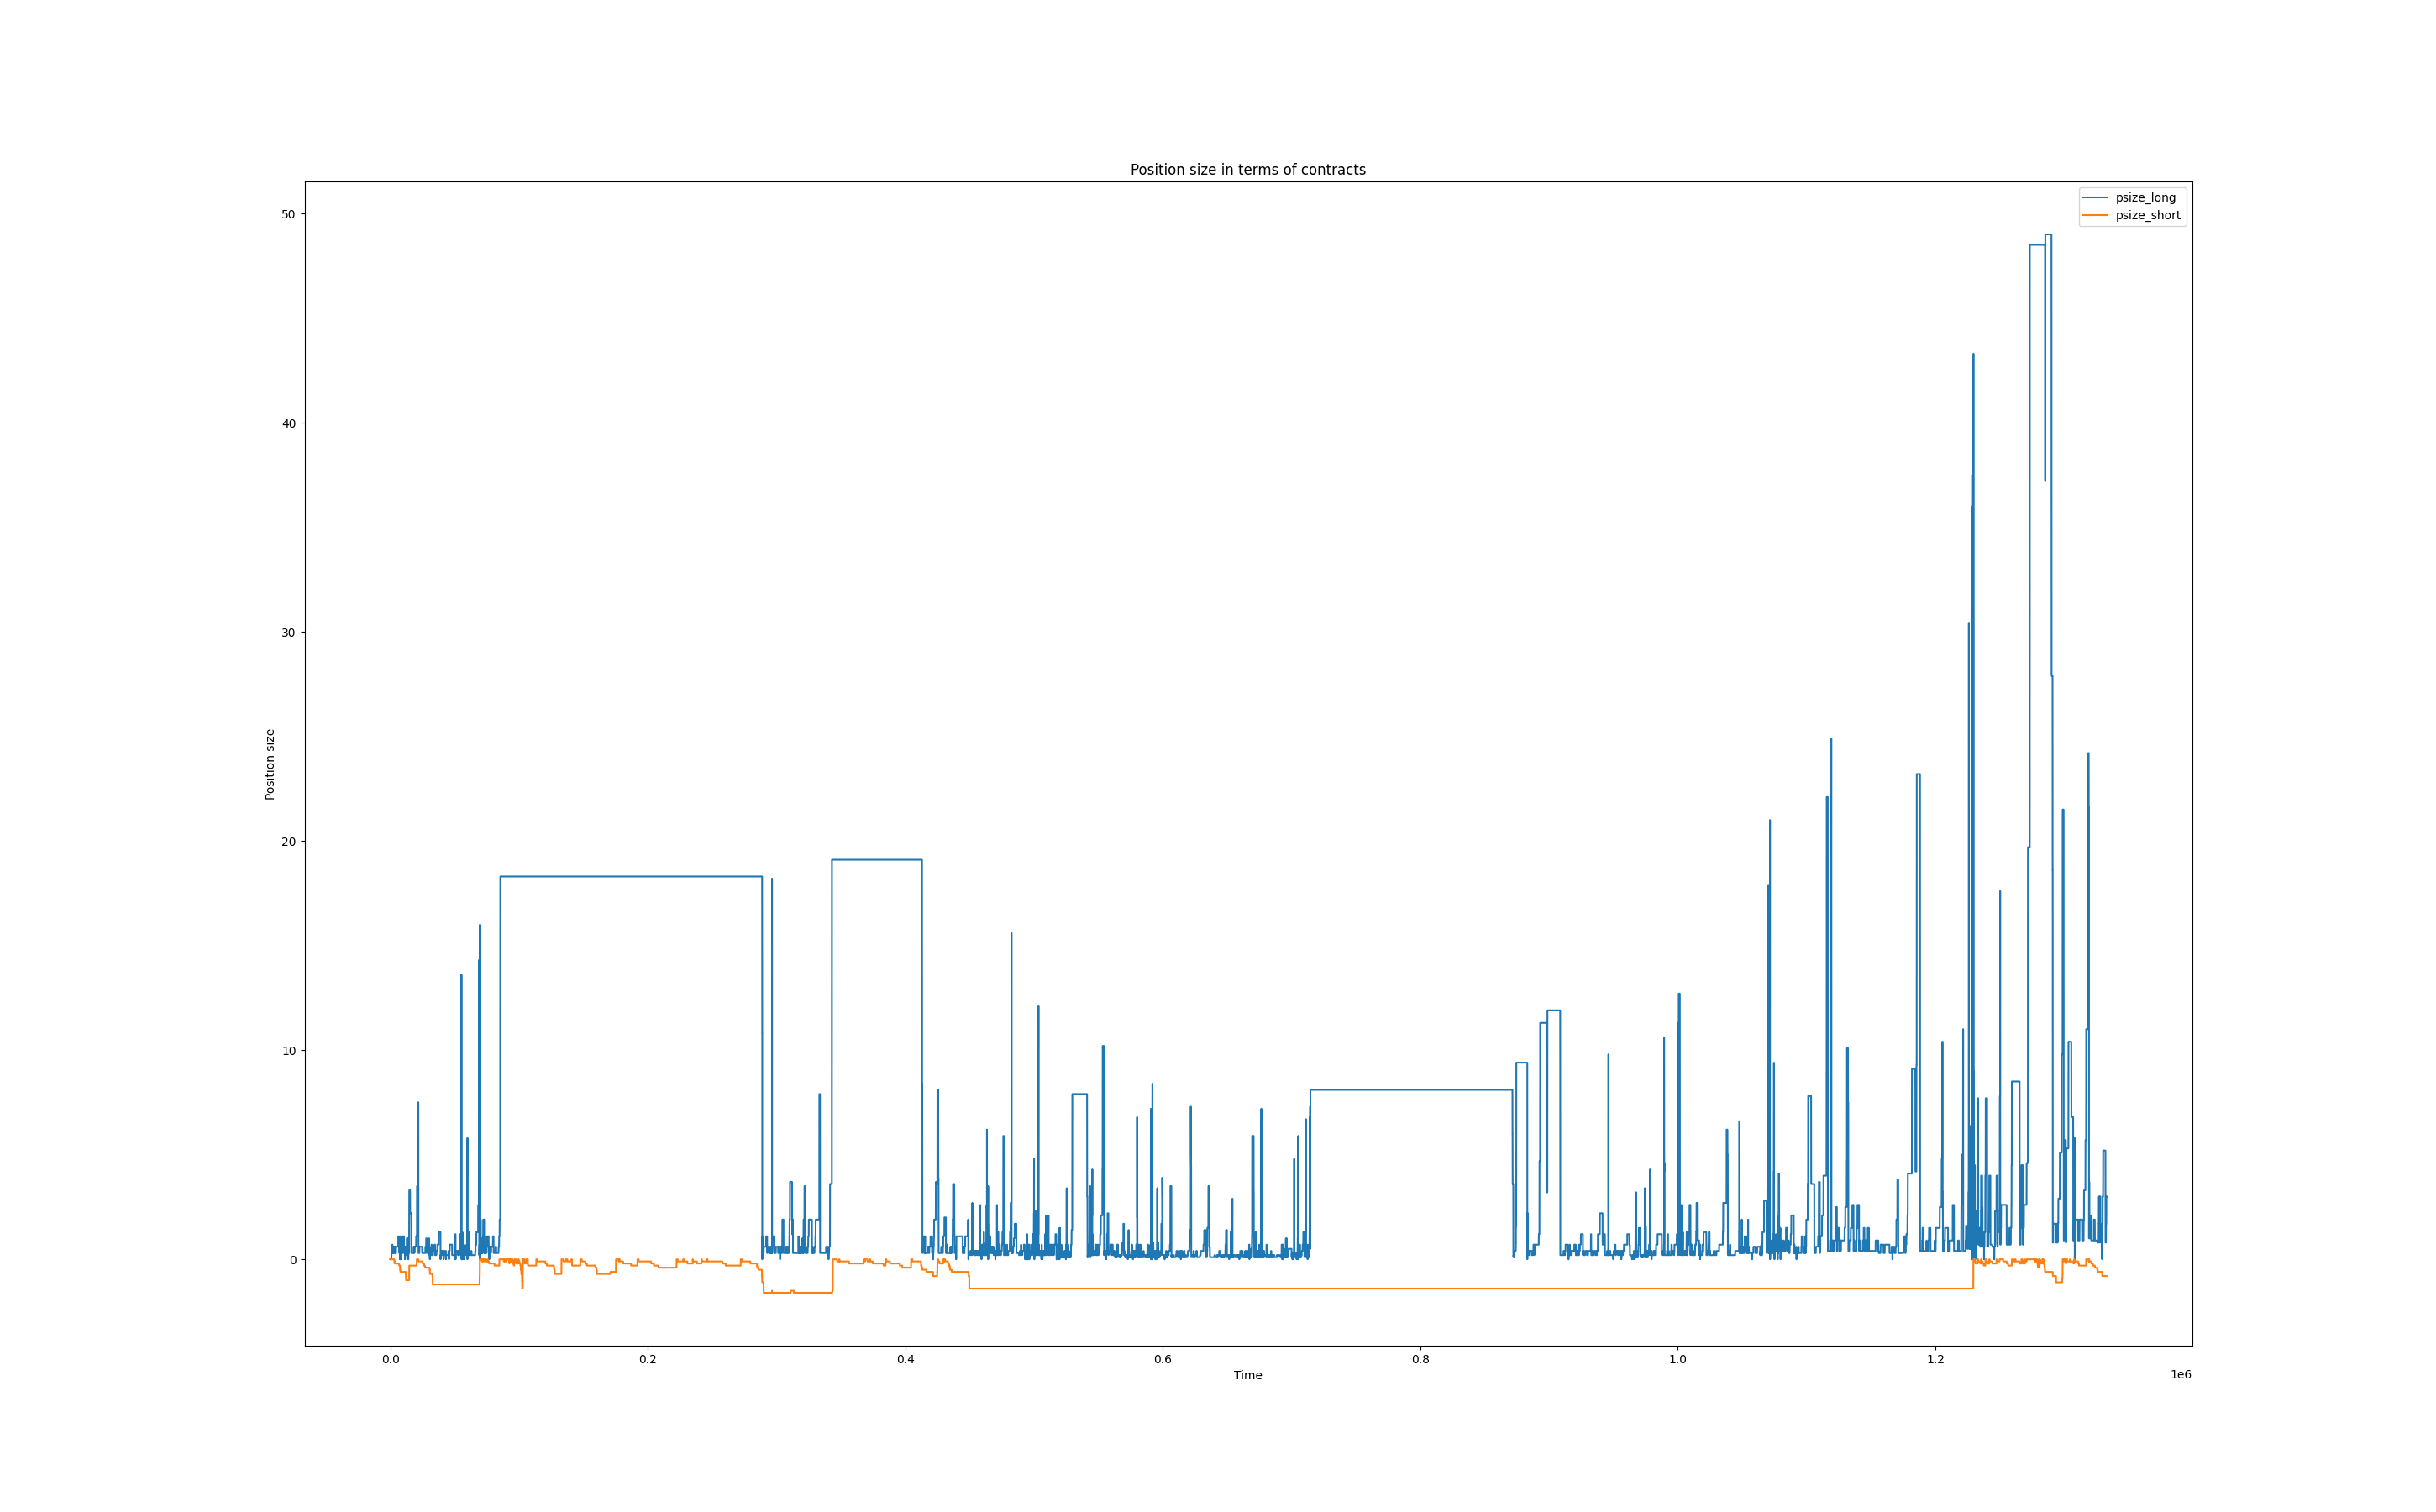 Position size in terms of contracts
psize_long
psize_short
50
40
30
20
10
0
Position size
0.0 0.2 0.4 0.6 0.8 1.0 1.2
Time
1e6